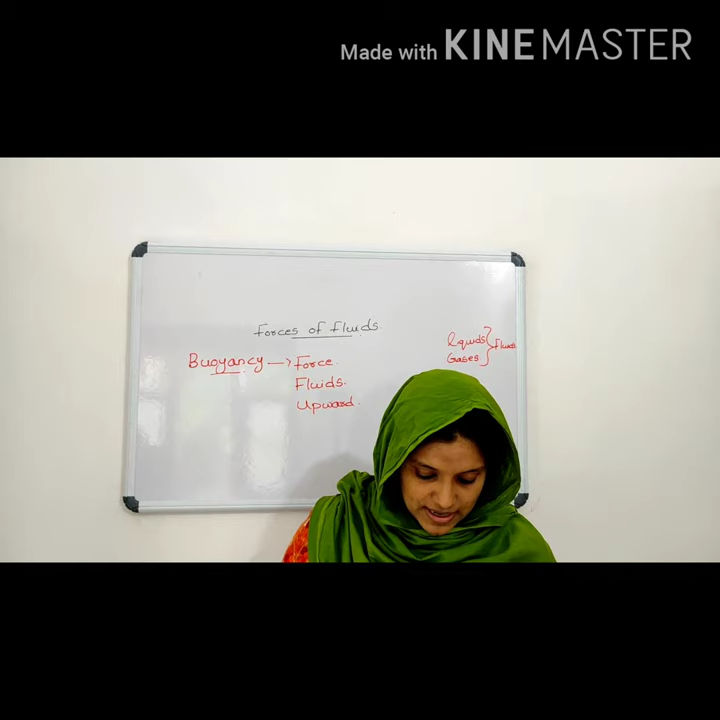 Made with KINEMASTER
Forces of fluids
Buoyancy → Force.
Fluids.
Upward.
liquids } Fluids
Gases